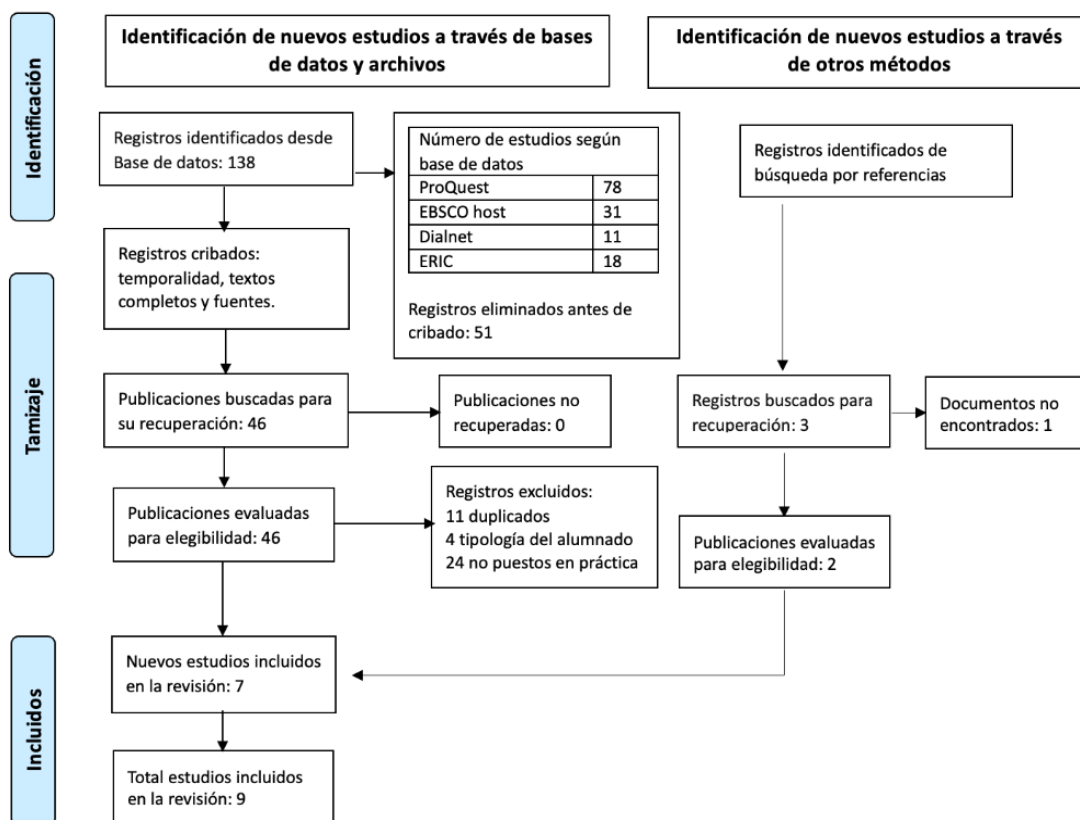 Identificación
Identificación de nuevos estudios a través de bases
de datos y archivos
Identificación de nuevos estudios a través
de otros métodos
Registros identificados desde
Base de datos: 138
Número de estudios según
base de datos
ProQuest 78
EBSCO host 31
Dialnet 11
ERIC 18
Registros eliminados antes de
cribado: 51
Registros identificados de
búsqueda por referencias
Registros cribados:
temporalidad, textos
completos y fuentes.
Tamizaje
Publicaciones buscadas para
su recuperación: 46
Publicaciones no
recuperadas: 0
Registros buscados para
recuperación: 3
Documentos no
encontrados: 1
Publicaciones evaluadas
para elegibilidad: 46
Registros excluidos:
11 duplicados
4 tipología del alumnado
24 no puestos en práctica
Publicaciones evaluadas
para elegibilidad: 2
Incluidos
Nuevos estudios incluidos
en la revisión: 7
Total estudios incluidos
en la revisión: 9